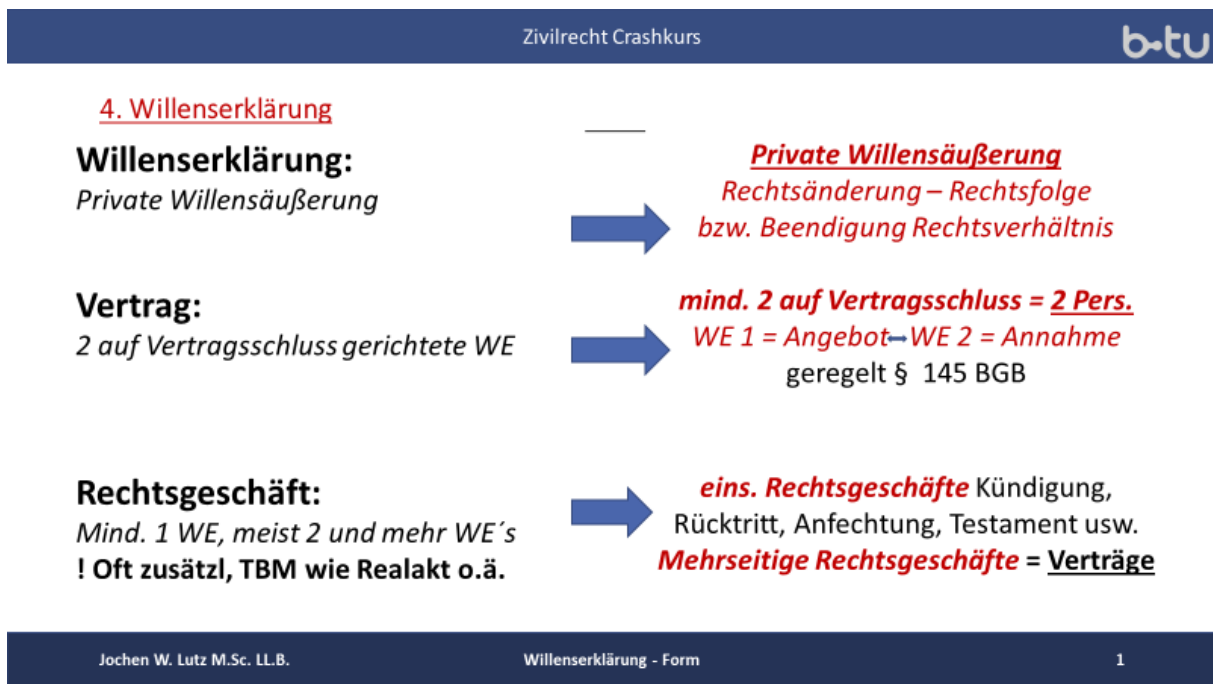 Zivilrecht Crashkurs
b-tu
4. Willenserklärung
Willenserklärung:
Private Willensäußerung
Private Willensäußerung
Rechtsänderung – Rechtsfolge
bzw. Beendigung Rechtsverhältnis
Vertrag:
2 auf Vertragsschluss gerichtete WE
mind. 2 auf Vertragsschluss = 2 Pers.
WE 1 = Angebot↔WE 2 = Annahme
geregelt § 145 BGB
Rechtsgeschäft:
Mind. 1 WE, meist 2 und mehr WE´s
! Oft zusätzl, TBM wie Realakt o.ä.
eins. Rechtsgeschäfte Kündigung,
Rücktritt, Anfechtung, Testament usw.
Mehrseitige Rechtsgeschäfte = Verträge
Jochen W. Lutz M.Sc. LL.B.
Willenserklärung - Form
1